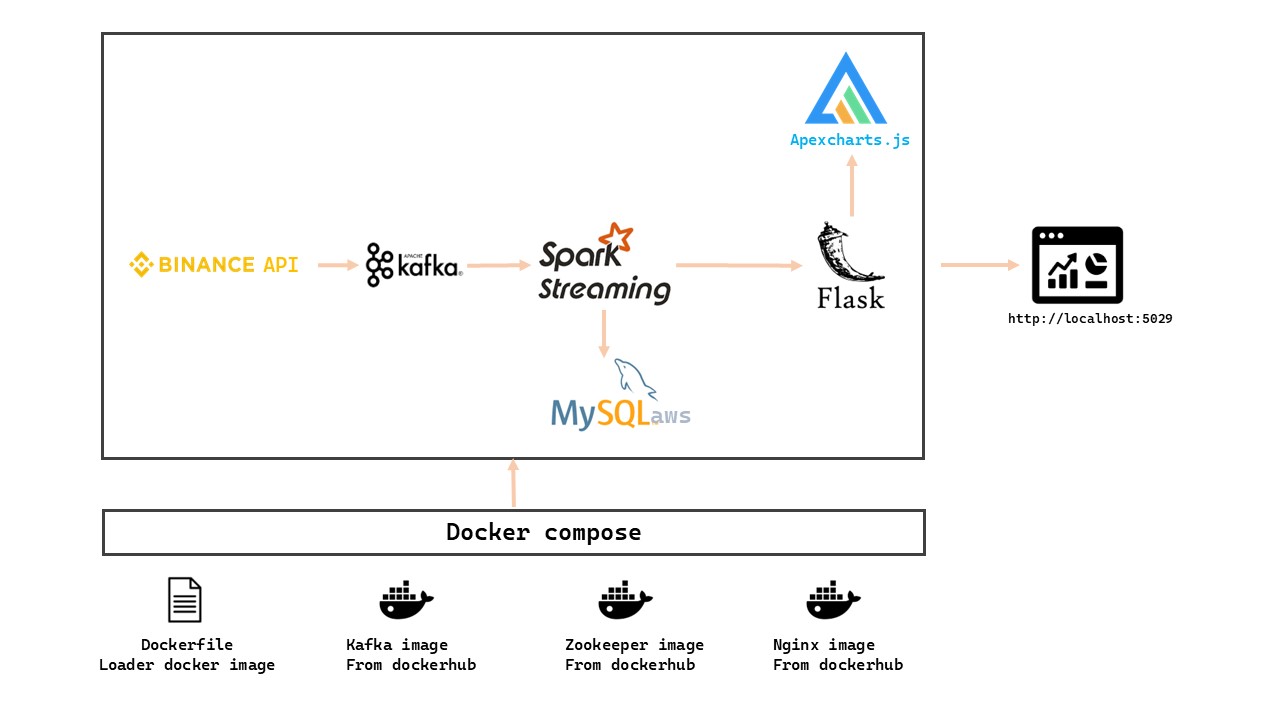 Apexcharts.js
BINANCE API
APACHE
kafka®
Spark
Streaming
Flask
http://localhost:5029
MySQL aws
Docker compose
Dockerfile
Loader docker image
Kafka image
From dockerhub
Zookeeper image
From dockerhub
Nginx image
From dockerhub